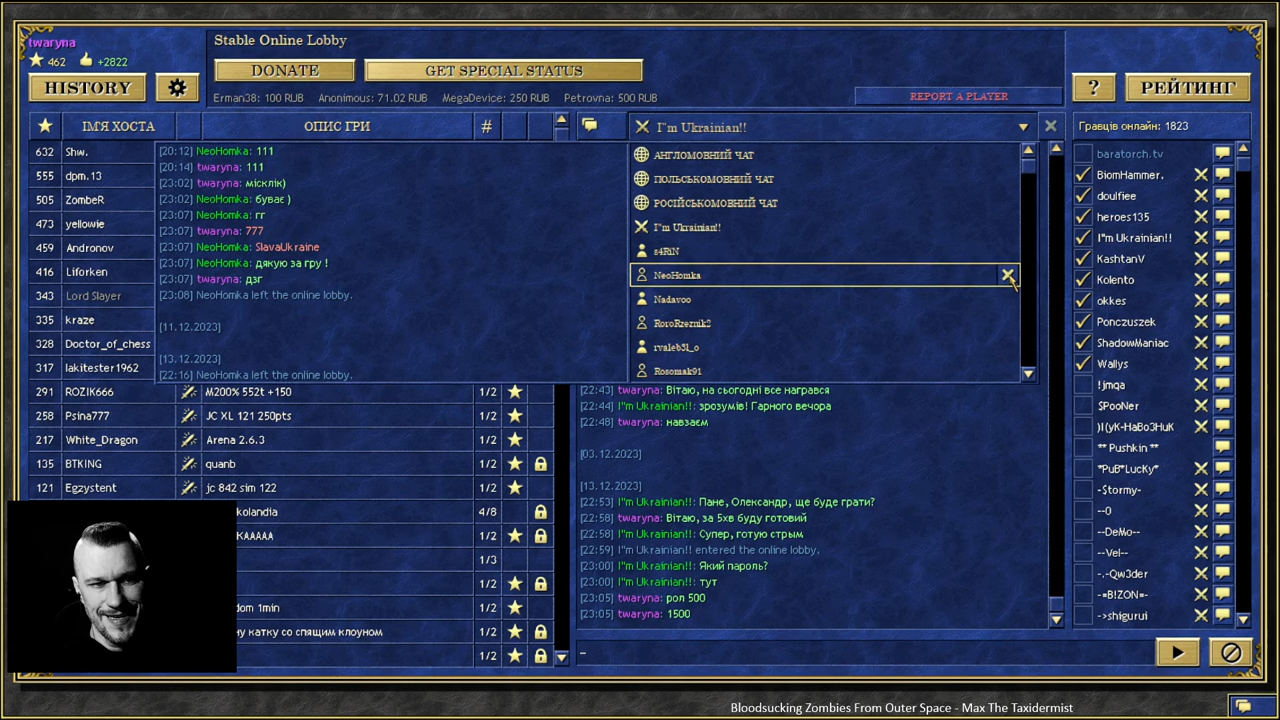 twaryna
462 +2822
HISTORY
Stable Online Lobby
DONATE
GET SPECIAL STATUS
Erman38: 100 RUB Anonymous: 71.02 RUB MegaDevice: 250 RUB Petrovna: 500 RUB
REPORT A PLAYER
?
РЕЙТИНГ
ІМ'Я ХОСТА
ОПИС ГРИ
#
I"m Ukrainian!!
Гравців онлайн: 1823
632 Shw.
555 dpm.13
505 ZombeR
473 yellowie
459 Andronov
416 Liforken
343 Lord Slayer
335 kraze
328 Doctor_of_chess
317 lakitester1962
291 ROZIK666 M200% 552t +150 1/2
258 Psina777 JC XL 121 250pts 1/2
217 White_Dragon Arena 2.6.3 1/2
135 BTKING quanb 1/2
121 Egzystent jc 842 sim 122 1/2
kolandia 4/8
KAAAAA 1/2
1/3
1/2
dom 1min 1/2
ну катку со спящим клоуном 1/2
1/2
[20:12] NeoHomka: 111
[20:14] twaryna: 111
[23:02] twaryna: місклік)
[23:02] NeoHomka: буває )
[23:07] NeoHomka: гг
[23:07] twaryna: 777
[23:07] NeoHomka: SlavaUkraine
[23:07] NeoHomka: дякую за гру !
[23:07] twaryna: дзг
[23:08] NeoHomka left the online lobby.
[11.12.2023]
[13.12.2023]
[22:16] NeoHomka left the online lobby.
АНГЛОМОВНИЙ ЧАТ
ПОЛЬСЬКОМОВНИЙ ЧАТ
РОСІЙСЬКОМОВНИЙ ЧАТ
I"m Ukrainian!!
s4RiN
NeoHomka
Nadavoo
RoroRzeznik2
rvaleb3l_o
Rosomak91
[22:43] twaryna: Вітаю, на сьогодні все награвся
[22:44] I"m Ukrainian!!: зрозумів! Гарного вечора
[22:48] twaryna: навзаєм
[03.12.2023]
[13.12.2023]
[22:53] I"m Ukrainian!!: Пане, Олександр, ще буде грати?
[22:58] twaryna: Вітаю, за 5хв буду готовий
[22:58] I"m Ukrainian!!: Супер, готую стрым
[22:59] I"m Ukrainian!! entered the online lobby.
[23:00] I"m Ukrainian!!: Який пароль?
[23:00] I"m Ukrainian!!: тут
[23:05] twaryna: рол 500
[23:05] twaryna: 1500
baratorch.tv
BiomHammer.
doulfiee
heroes135
I"m Ukrainian!!
KashtanV
Kolento
okkes
Ponczuszek
ShadowManiac
Wallys
!jmqa
$PooNer
)I(yK-HaBo3HuK
** Pushkin **
*PuB*LucKy*
-$tormy-
--0
--DeMo--
--Vel--
-.-Qw3der
-=B!ZON=-
->shigurui
Bloodsucking Zombies From Outer Space - Max The Taxidermist